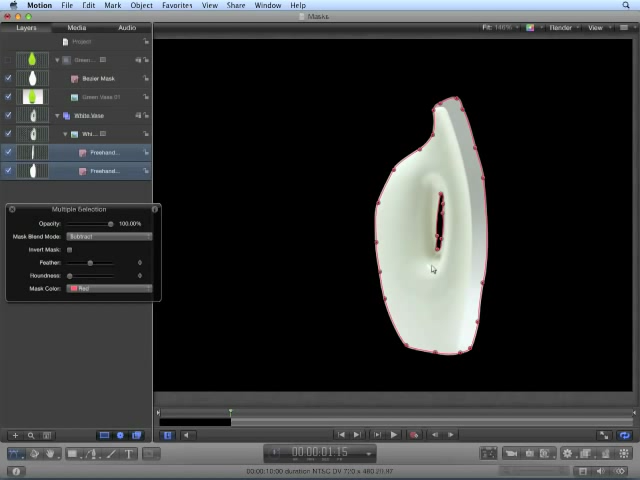 Motion File Edit Mark Object Favorites View Share Window Help
Masks
Layers Media Audio
Fit: 146% Render View
Project
Green...
Bezier Mask
Green Vase 01
White Vase
Whi...
Freehand...
Freehand...
Multiple Selection
Opacity: 100.00%
Mask Blend Mode: Subtract
Invert Mask:
Feather: 0
Roundness: 0
Mask Color: Red
00:00:01:15
T
00:00:10:00 duration NTSC DV 720 x 480 29.97